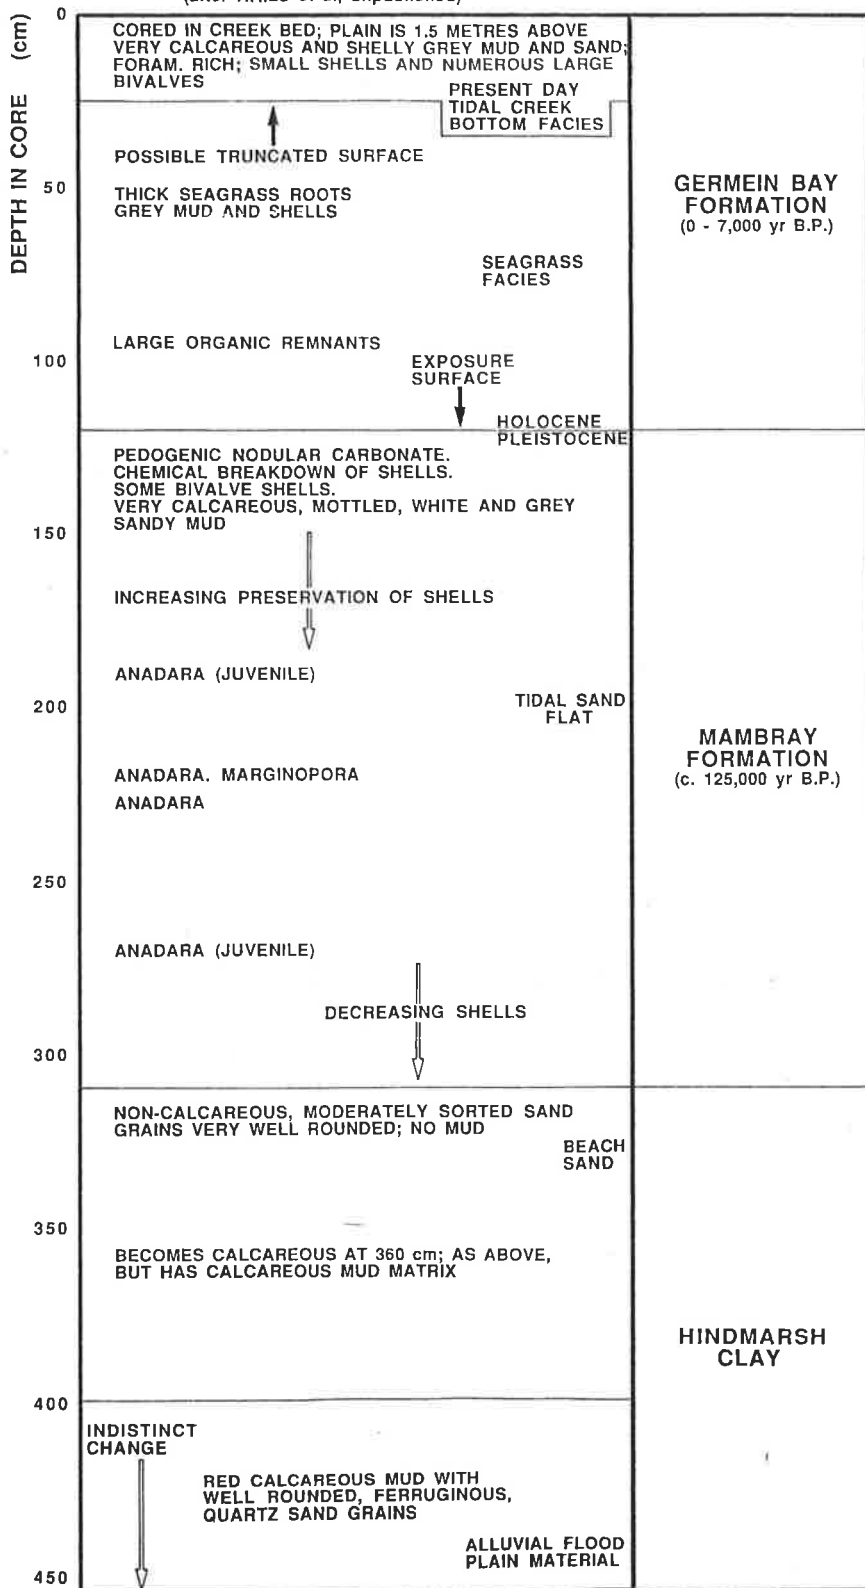 0
DEPTH IN CORE (cm)
CORED IN CREEK BED; PLAIN IS 1.5 METRES ABOVE
VERY CALCAREOUS AND SHELLY GREY MUD AND SAND;
FORAM. RICH; SMALL SHELLS AND NUMEROUS LARGE
BIVALVES
PRESENT DAY
TIDAL CREEK
BOTTOM FACIES
POSSIBLE TRUNCATED SURFACE
50
THICK SEAGRASS ROOTS
GREY MUD AND SHELLS
GERMEIN BAY
FORMATION
(0 - 7,000 yr B.P.)
SEAGRASS
FACIES
LARGE ORGANIC REMNANTS
100
EXPOSURE
SURFACE
HOLOCENE
PLEISTOCENE
PEDOGENIC NODULAR CARBONATE.
CHEMICAL BREAKDOWN OF SHELLS.
SOME BIVALVE SHELLS.
VERY CALCAREOUS, MOTTLED, WHITE AND GREY
SANDY MUD
150
INCREASING PRESERVATION OF SHELLS
ANADARA (JUVENILE)
200
TIDAL SAND
FLAT
MAMBRAY
FORMATION
(c. 125,000 yr B.P.)
ANADARA. MARGINOPORA
ANADARA
250
ANADARA (JUVENILE)
DECREASING SHELLS
300
NON-CALCAREOUS, MODERATELY SORTED SAND
GRAINS VERY WELL ROUNDED; NO MUD
BEACH
SAND
350
BECOMES CALCAREOUS AT 360 cm; AS ABOVE,
BUT HAS CALCAREOUS MUD MATRIX
HINDMARSH
CLAY
400
INDISTINCT
CHANGE
RED CALCAREOUS MUD WITH
WELL ROUNDED, FERRUGINOUS,
QUARTZ SAND GRAINS
ALLUVIAL FLOOD
PLAIN MATERIAL
450